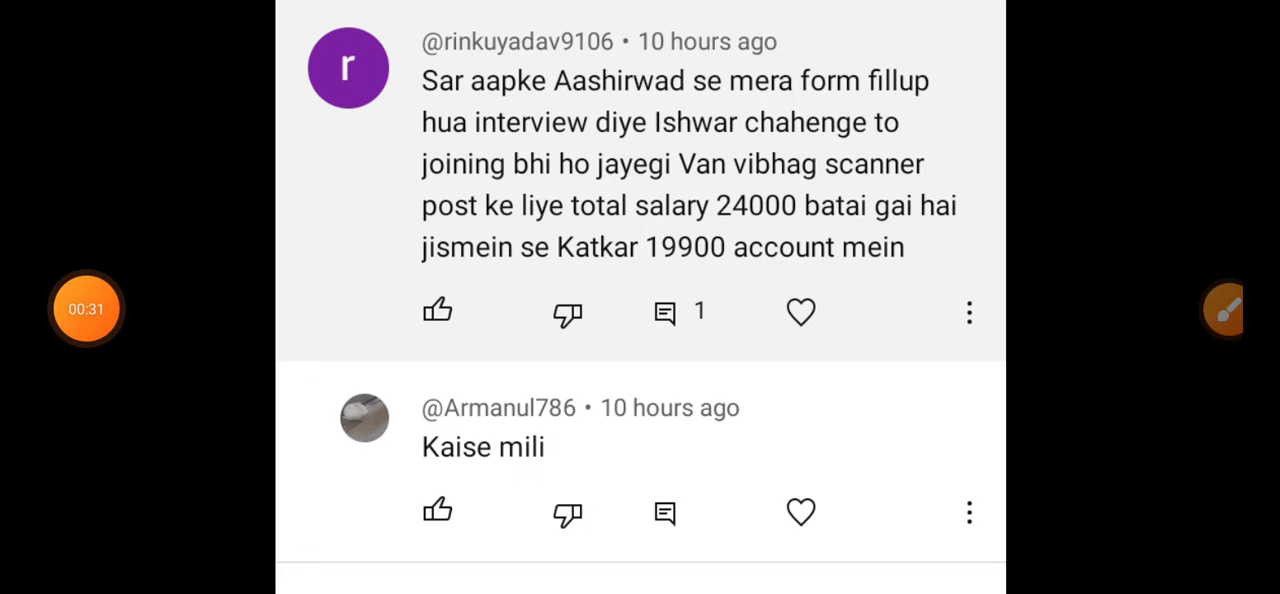 @rinkuyadav9106 • 10 hours ago
r
Sar aapke Aashirwad se mera form fillup
hua interview diye Ishwar chahenge to
joining bhi ho jayegi Van vibhag scanner
post ke liye total salary 24000 batai gai hai
jismein se Katkar 19900 account mein
00:31
1
@Armanul786 • 10 hours ago
Kaise mili